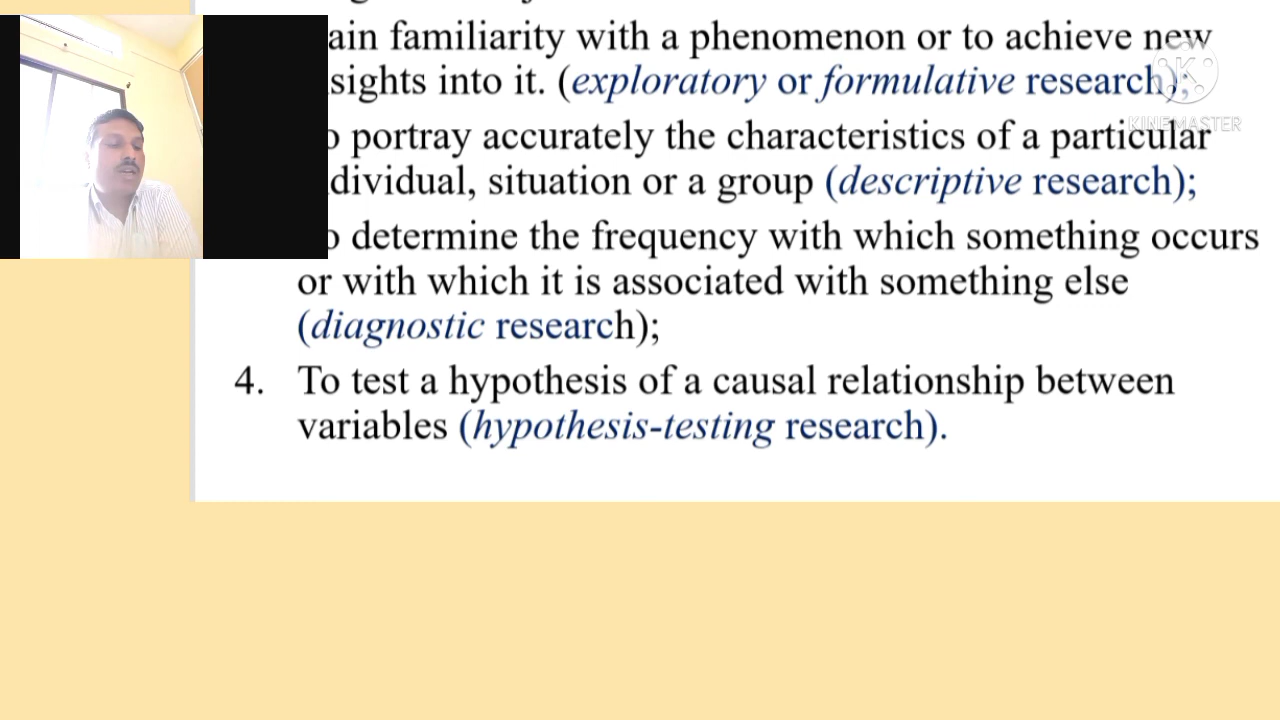 ain familiarity with a phenomenon or to achieve new
sights into it. (exploratory or formulative research);
KINEMASTER
o portray accurately the characteristics of a particular
dividual, situation or a group (descriptive research);
o determine the frequency with which something occurs
or with which it is associated with something else
(diagnostic research);
4. To test a hypothesis of a causal relationship between
variables (hypothesis-testing research).